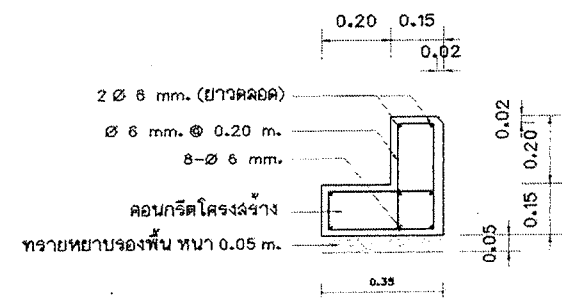 0.20 0.15
0.02
2 Ø 6 mm. (ยาวตลอด)
Ø 6 mm. @ 0.20 m.
8-Ø 6 mm.
คอนกรีตโครงสร้าง
ทรายหยาบรองพื้น หนา 0.05 m.
0.02
0.20
0.15
0.05
0.35